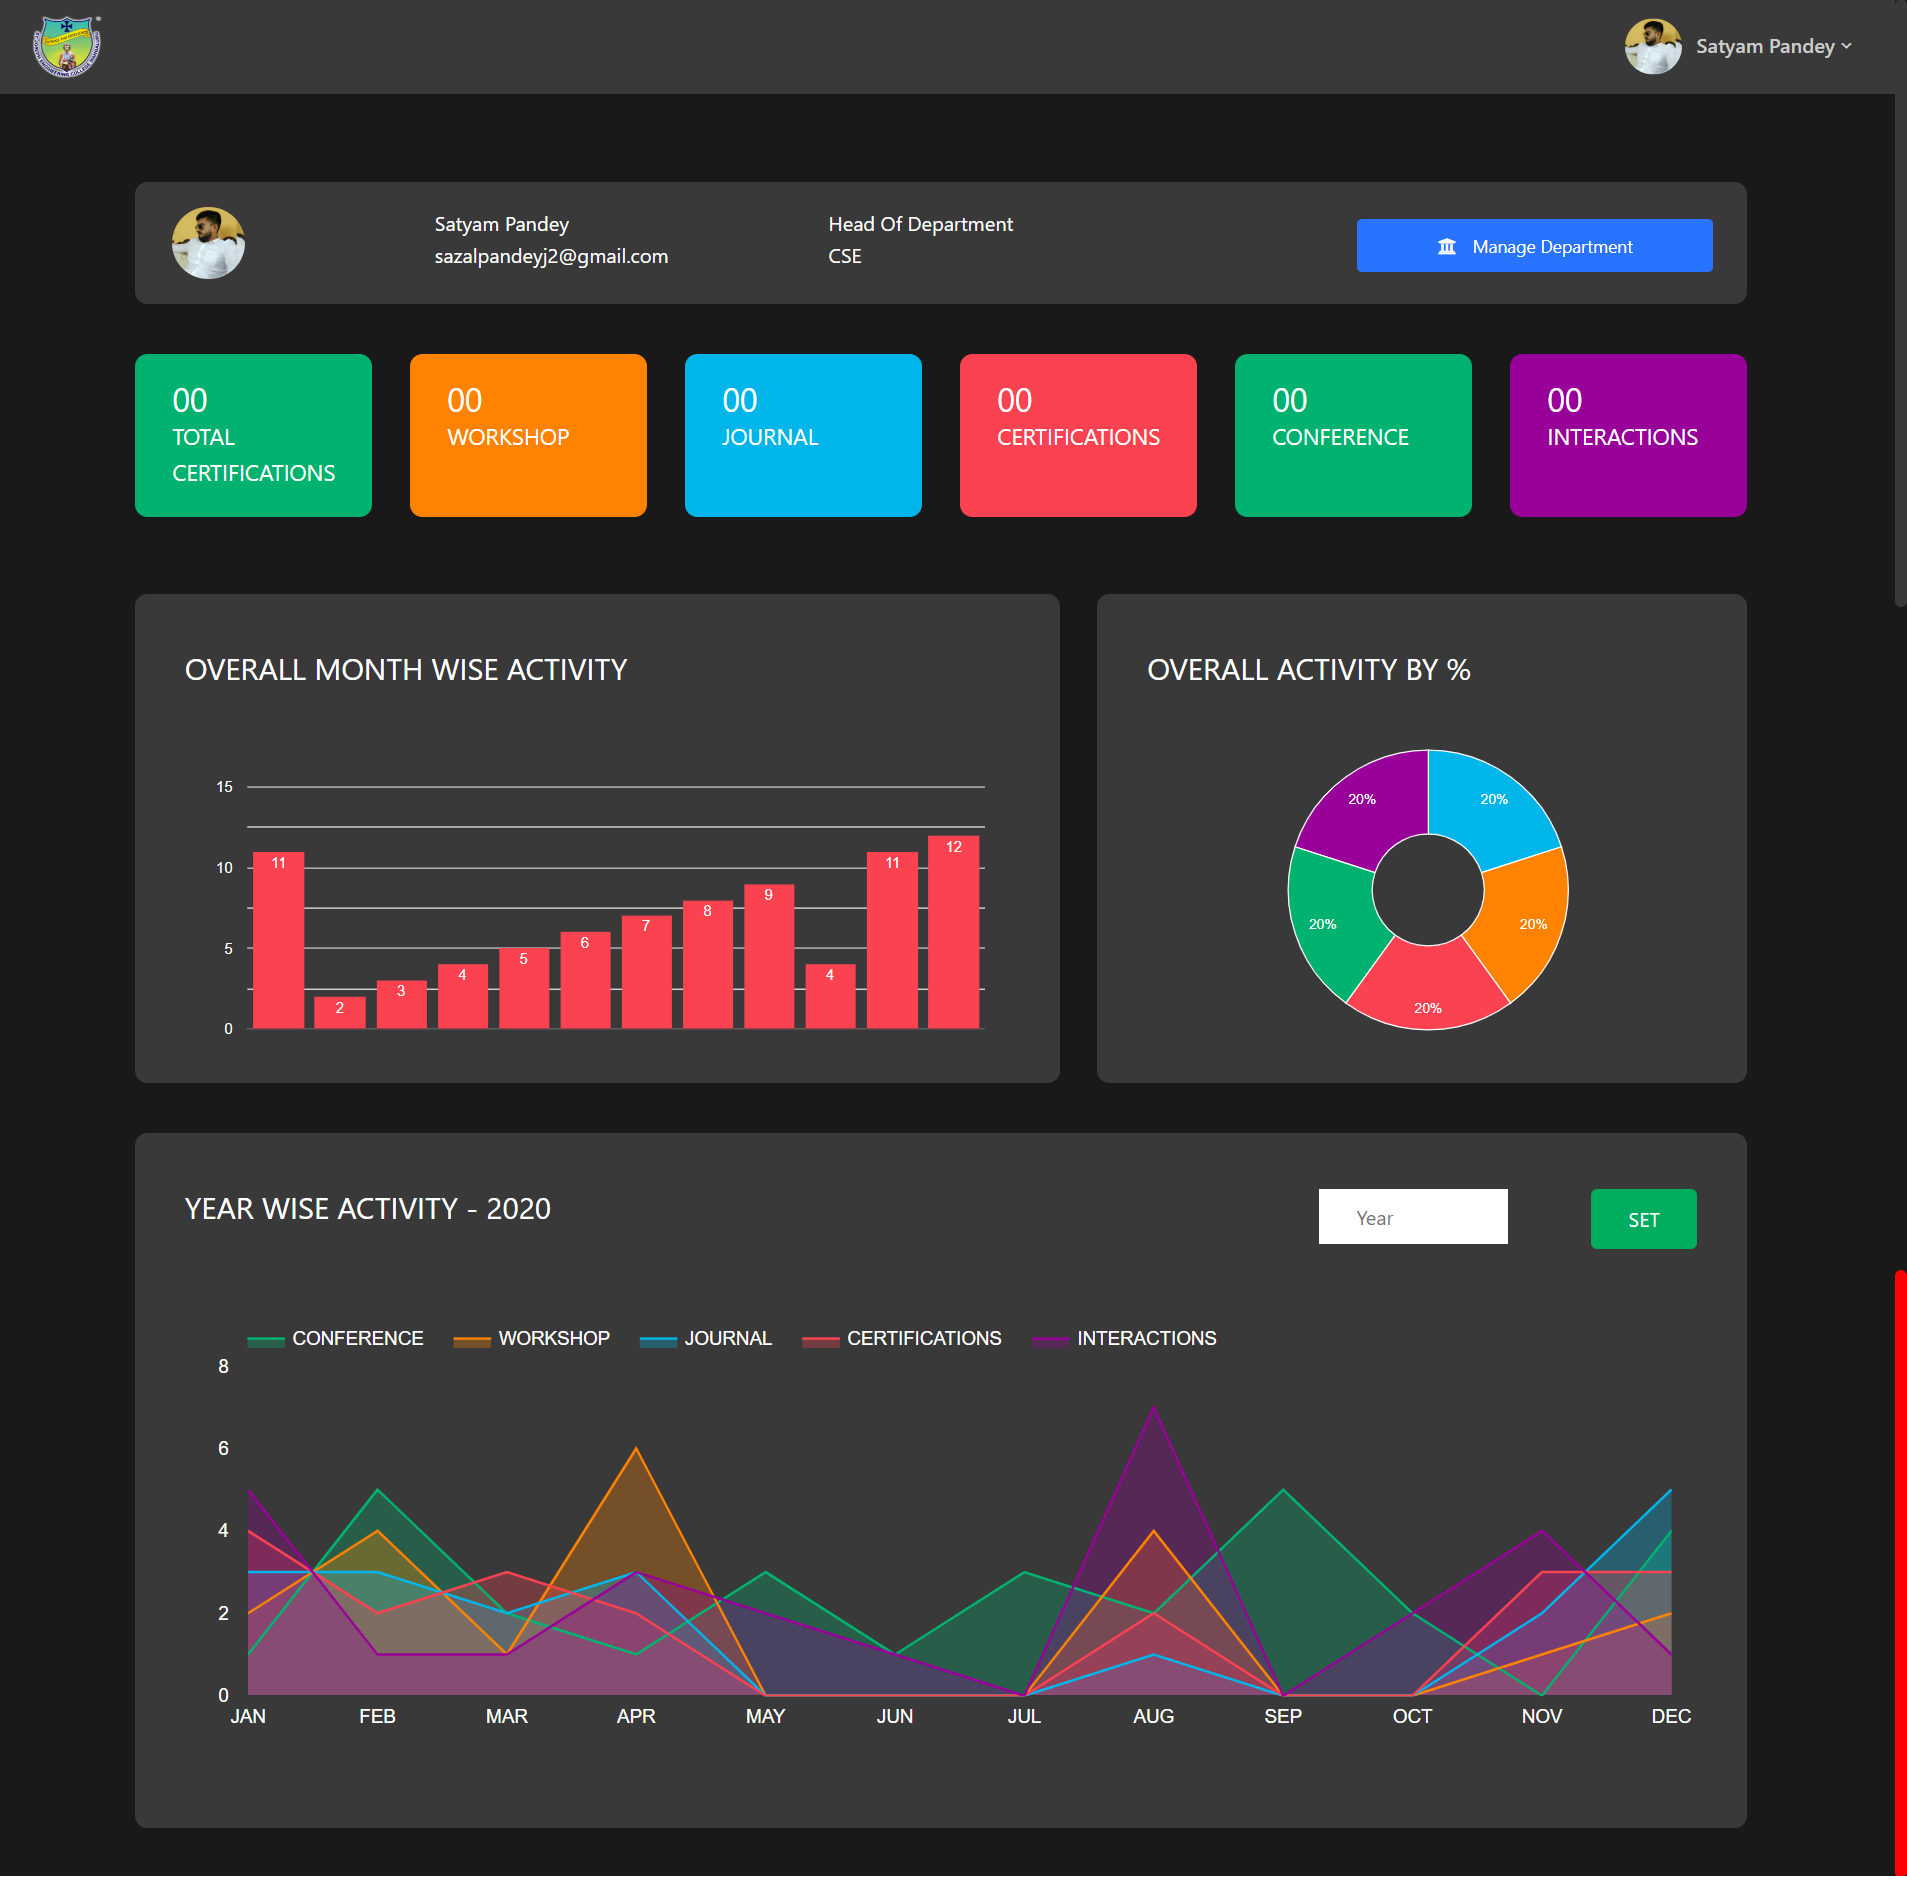 Satyam Pandey
Satyam Pandey
sazalpandeyj2@gmail.com
Head Of Department
CSE
Manage Department
00
TOTAL
CERTIFICATIONS
00
WORKSHOP
00
JOURNAL
00
CERTIFICATIONS
00
CONFERENCE
00
INTERACTIONS
OVERALL MONTH WISE ACTIVITY
15
10
5
0
11
2
3
4
5
6
7
8
9
4
11
12
OVERALL ACTIVITY BY %
20%
20%
20%
20%
20%
YEAR WISE ACTIVITY - 2020
Year
SET
CONFERENCE WORKSHOP JOURNAL CERTIFICATIONS INTERACTIONS
8
6
4
2
0
JAN FEB MAR APR MAY JUN JUL AUG SEP OCT NOV DEC